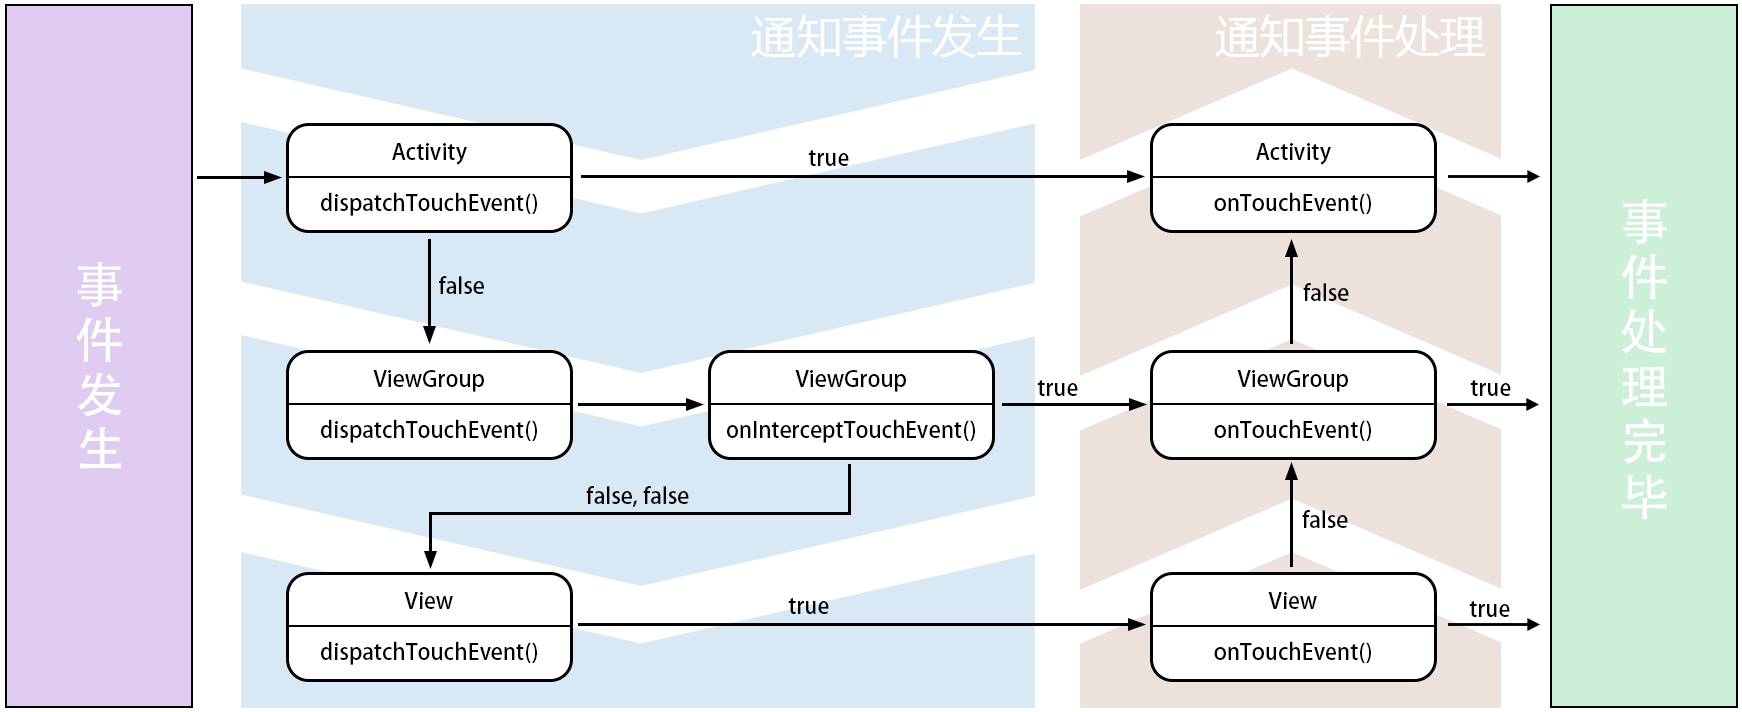 事件发生
通知事件发生
通知事件处理
事件处理完毕
Activity
dispatchTouchEvent()
true
Activity
onTouchEvent()
false
false
ViewGroup
dispatchTouchEvent()
ViewGroup
onInterceptTouchEvent()
true
ViewGroup
onTouchEvent()
true
false, false
false
View
dispatchTouchEvent()
true
View
onTouchEvent()
true